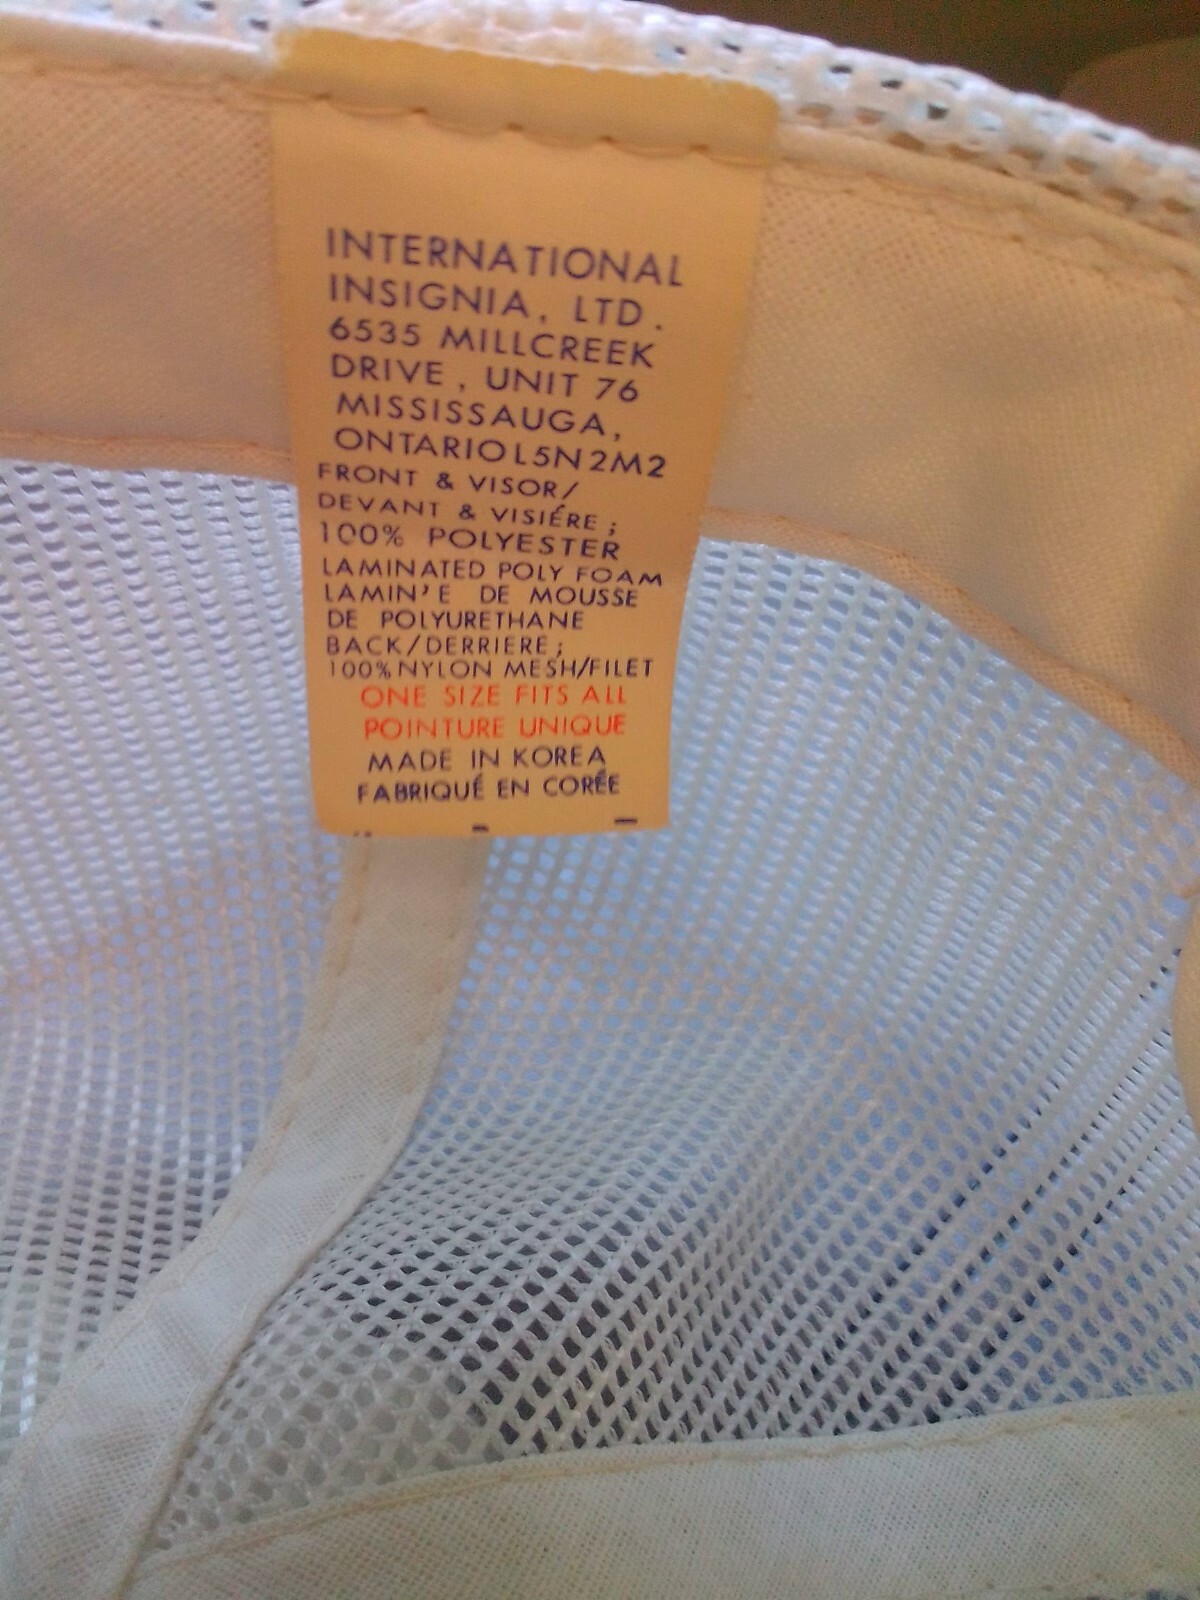 INTERNATIONAL
INSIGNIA, LTD.
6535 MILLCREEK
DRIVE, UNIT 76
MISSISSAUGA,
ONTARIO L5N2M2
FRONT & VISOR/
DEVANT & VISIÉRE;
100% POLYESTER
LAMINATED POLY FOAM
LAMIN'E DE MOUSSE
DE POLYURETHANE
BACK/DERRIERE;
100% NYLON MESH/FILET
ONE SIZE FITS ALL
POINTURE UNIQUE
MADE IN KOREA
FABRIQUÉ EN CORÉE